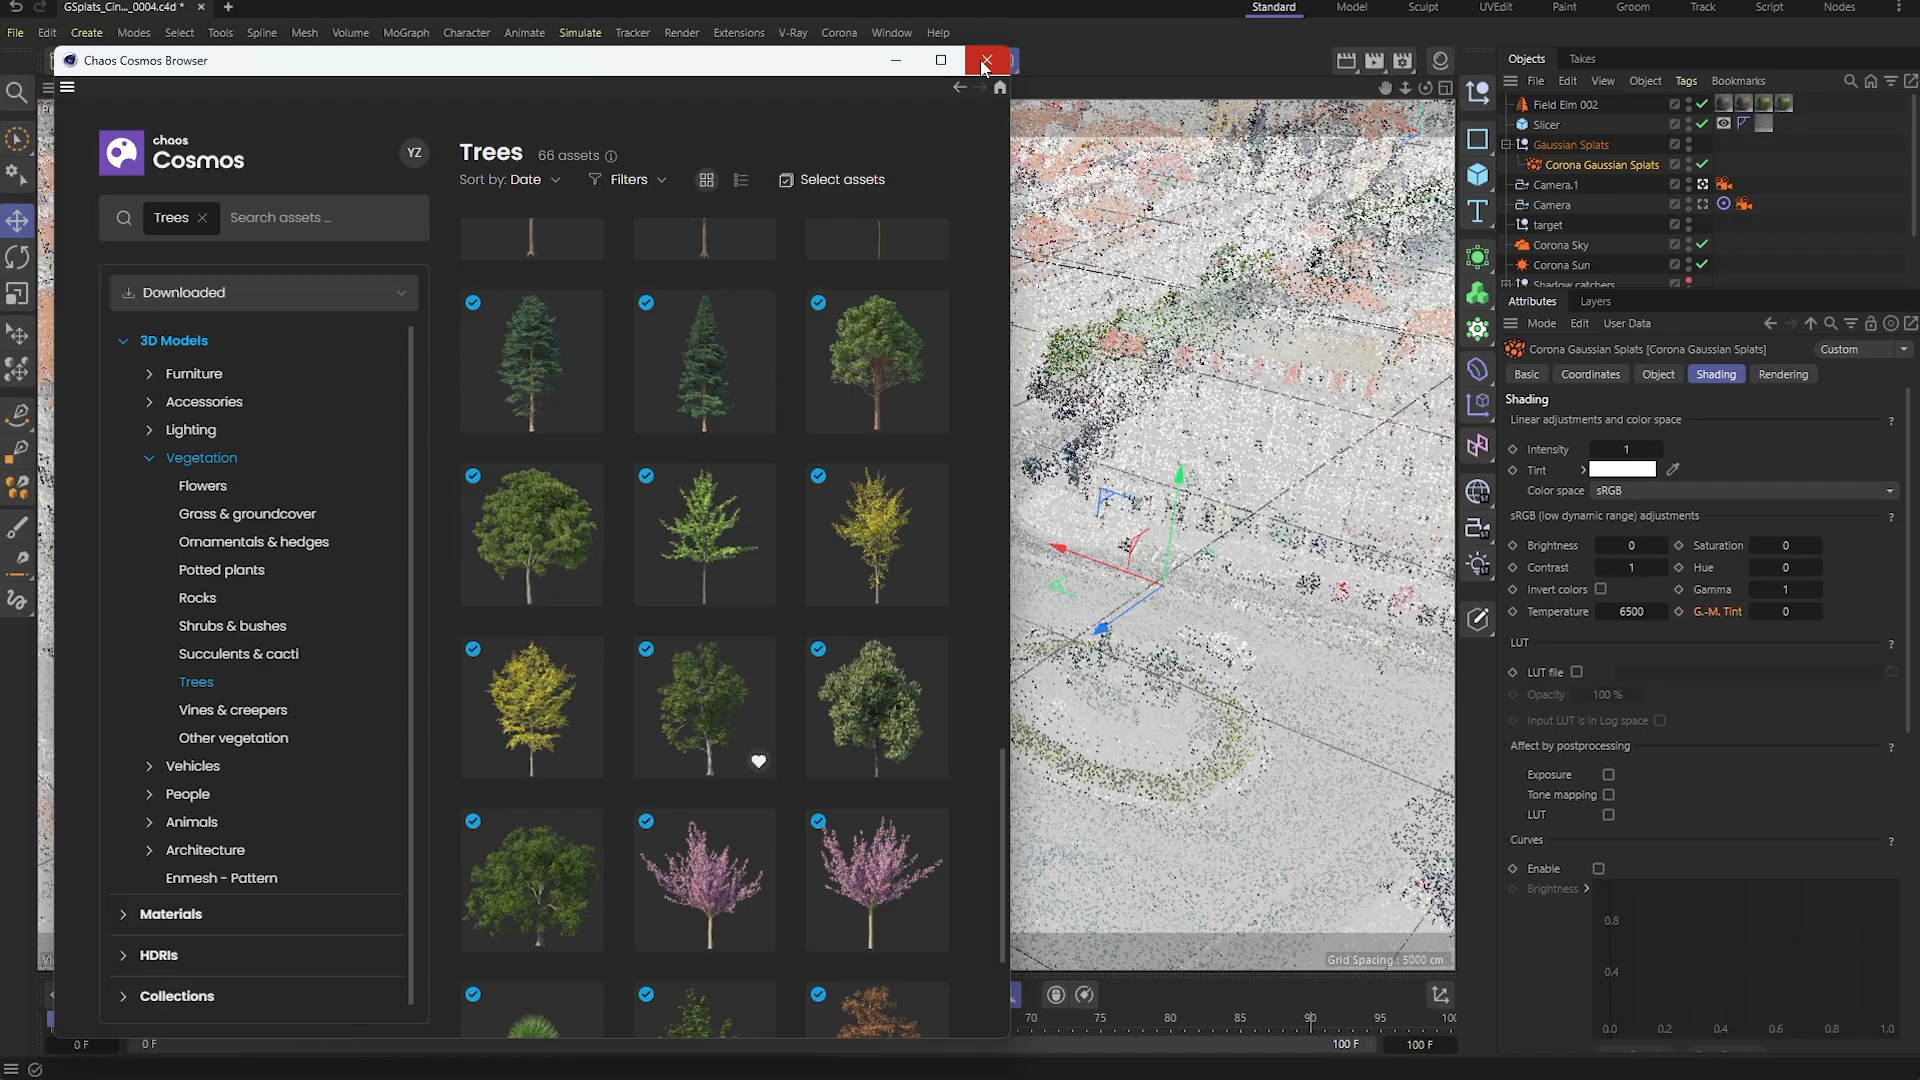 GSplats_Cin..._0004.c4d *
Standard
Model
Sculpt
UVEdit
Paint
Groom
Track
Script
Nodes
File Edit Create Modes Select Tools Spline Mesh Volume MoGraph Character Animate Simulate Tracker Render Extensions V-Ray Corona Window Help
Chaos Cosmos Browser
chaos
Cosmos
YZ
Trees 66 assets
Sort by: Date
Filters
Select assets
Trees
Search assets ...
Downloaded
3D Models
Furniture
Accessories
Lighting
Vegetation
Flowers
Grass & groundcover
Ornamentals & hedges
Potted plants
Rocks
Shrubs & bushes
Succulents & cacti
Trees
Vines & creepers
Other vegetation
Vehicles
People
Animals
Architecture
Enmesh - Pattern
Materials
HDRIs
Collections
Grid Spacing : 5000 cm
70 75 80 85 90 95 100
0 F
0 F
100 F
100 F
Objects Takes
File Edit View Object Tags Bookmarks
Field Elm 002
Slicer
Gaussian Splats
Corona Gaussian Splats
Camera.1
Camera
target
Corona Sky
Corona Sun
Shadow catchers
Attributes Layers
Mode Edit User Data
Corona Gaussian Splats [Corona Gaussian Splats]
Custom
Basic Coordinates Object Shading Rendering
Shading
Linear adjustments and color space ?
Intensity 1
Tint
Color space sRGB
sRGB (low dynamic range) adjustments ?
Brightness 0 Saturation 0
Contrast 1 Hue 0
Invert colors Gamma 1
Temperature 6500 G.-M. Tint 0
LUT ?
LUT file
Opacity 100 %
Input LUT is in Log space
Affect by postprocessing ?
Exposure
Tone mapping
LUT
Curves ?
Enable
Brightness
0.8
0.4
0.0 0.2 0.4 0.6 0.8 1.0